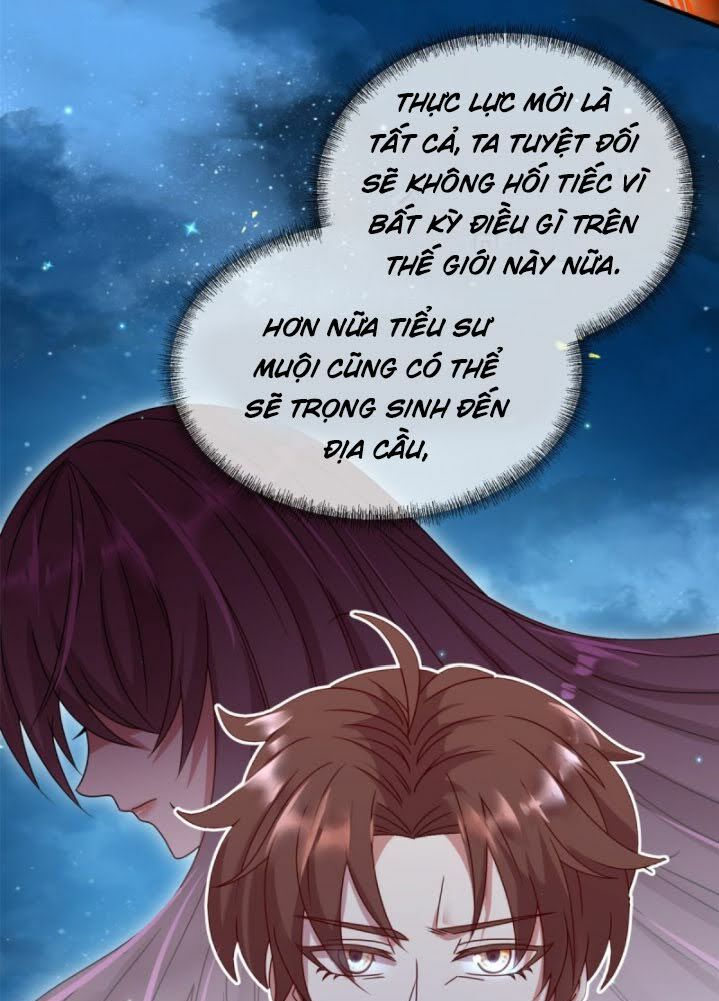 THỰC LỰC MỚI LÀ
TẤT CẢ, TA TUYỆT ĐỐI
SẼ KHÔNG HỐI TIẾC VÌ
BẤT KỲ ĐIỀU GÌ TRÊN
THẾ GIỚI NÀY NỮA.
HƠN NỮA TIỂU SƯ
MUỘI CŨNG CÓ THỂ
SẼ TRỌNG SINH ĐẾN
ĐỊA CẦU,